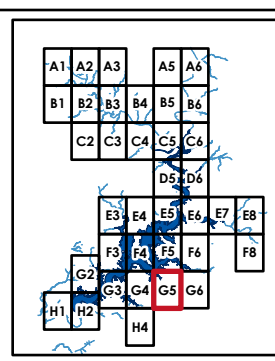 A1 A2 A3 A5 A6
B1 B2 B3 B4 B5 B6
C2 C3 C4 C5 C6
D5 D6
E3 E4 E5 E6 E7 E8
F3 F4 F5 F6 F8
G2 G3 G4 G5 G6
H1 H2 H4